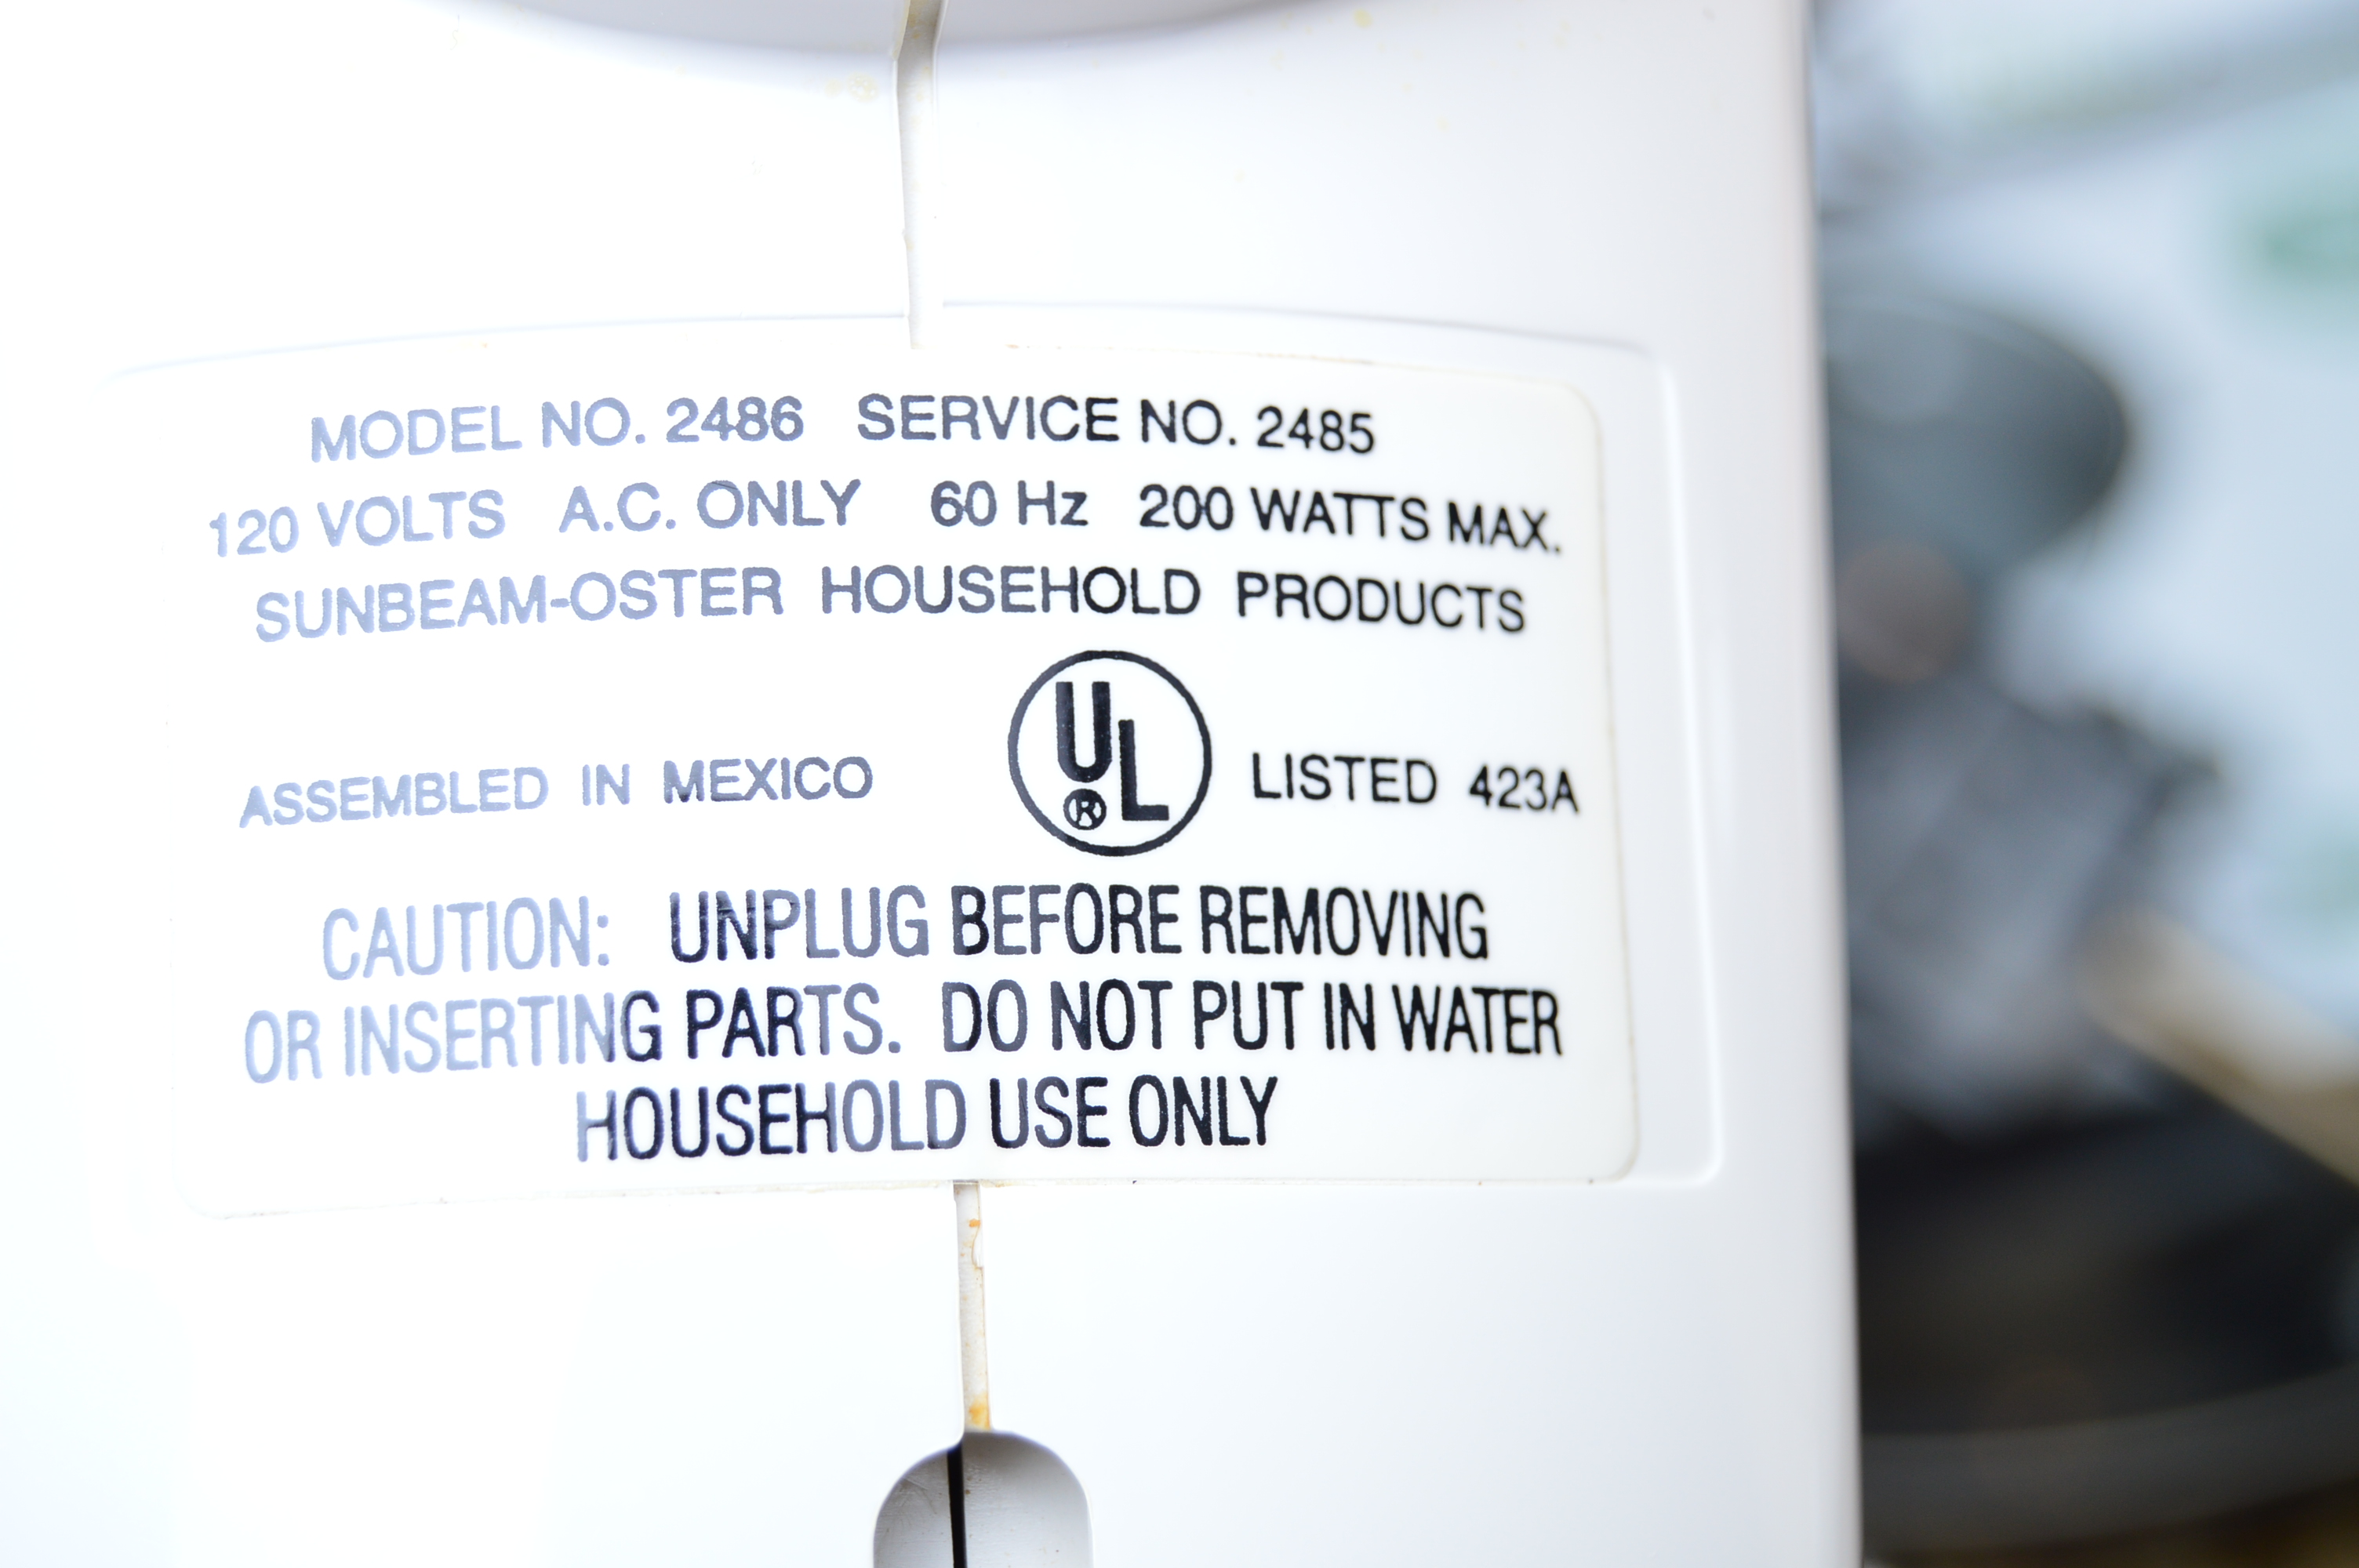 MODEL NO. 2486 SERVICE NO. 2485
120 VOLTS A.C. ONLY 60 Hz 200 WATTS MAX.
SUNBEAM-OSTER HOUSEHOLD PRODUCTS
ASSEMBLED IN MEXICO UL ® LISTED 423A
CAUTION: UNPLUG BEFORE REMOVING
OR INSERTING PARTS. DO NOT PUT IN WATER
HOUSEHOLD USE ONLY